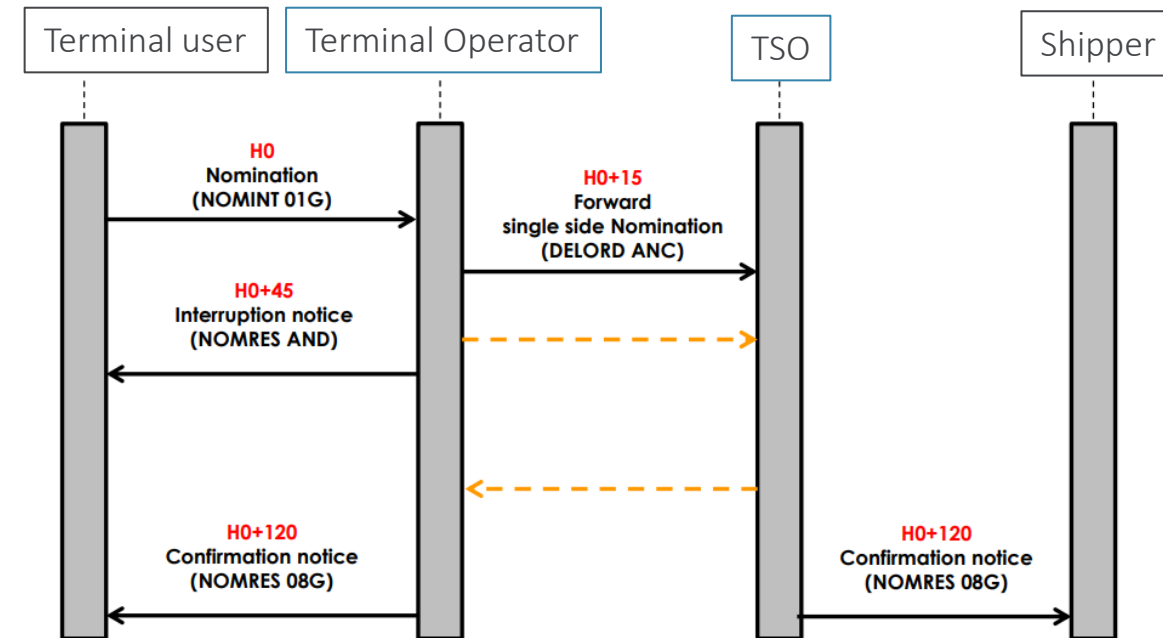 Terminal user
Terminal Operator
TSO
Shipper
H0
Nomination
(NOMINT 01G)
H0+15
Forward
single side Nomination
(DELORD ANC)
H0+45
Interruption notice
(NOMRES AND)
H0+120
Confirmation notice
(NOMRES 08G)
H0+120
Confirmation notice
(NOMRES 08G)